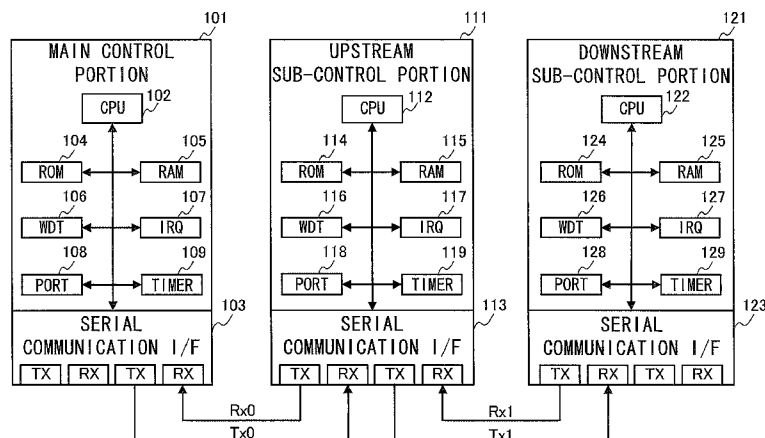 101
MAIN CONTROL
PORTION
102
CPU
104
105
ROM
RAM
106
107
WDT
IRQ
108
109
PORT
TIMER
103
SERIAL
COMMUNICATION I/F
TX RX TX RX
111
UPSTREAM
SUB-CONTROL PORTION
112
CPU
114
115
ROM
RAM
116
117
WDT
IRQ
118
119
PORT
TIMER
113
SERIAL
COMMUNICATION I/F
TX RX TX RX
121
DOWNSTREAM
SUB-CONTROL PORTION
122
CPU
124
125
ROM
RAM
126
127
WDT
IRQ
128
129
PORT
TIMER
123
SERIAL
COMMUNICATION I/F
TX RX TX RX
Rx0
Tx0
Rx1
Tx1